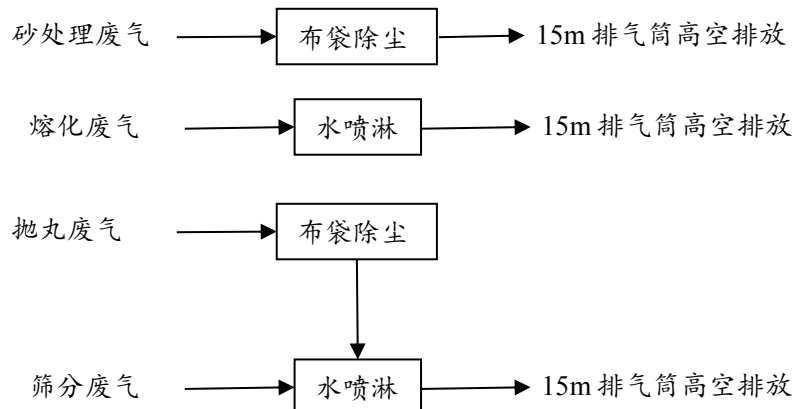 砂处理废气 布袋除尘 15m 排气筒高空排放
熔化废气 水喷淋 15m 排气筒高空排放
抛丸废气 布袋除尘
筛分废气 水喷淋 15m 排气筒高空排放